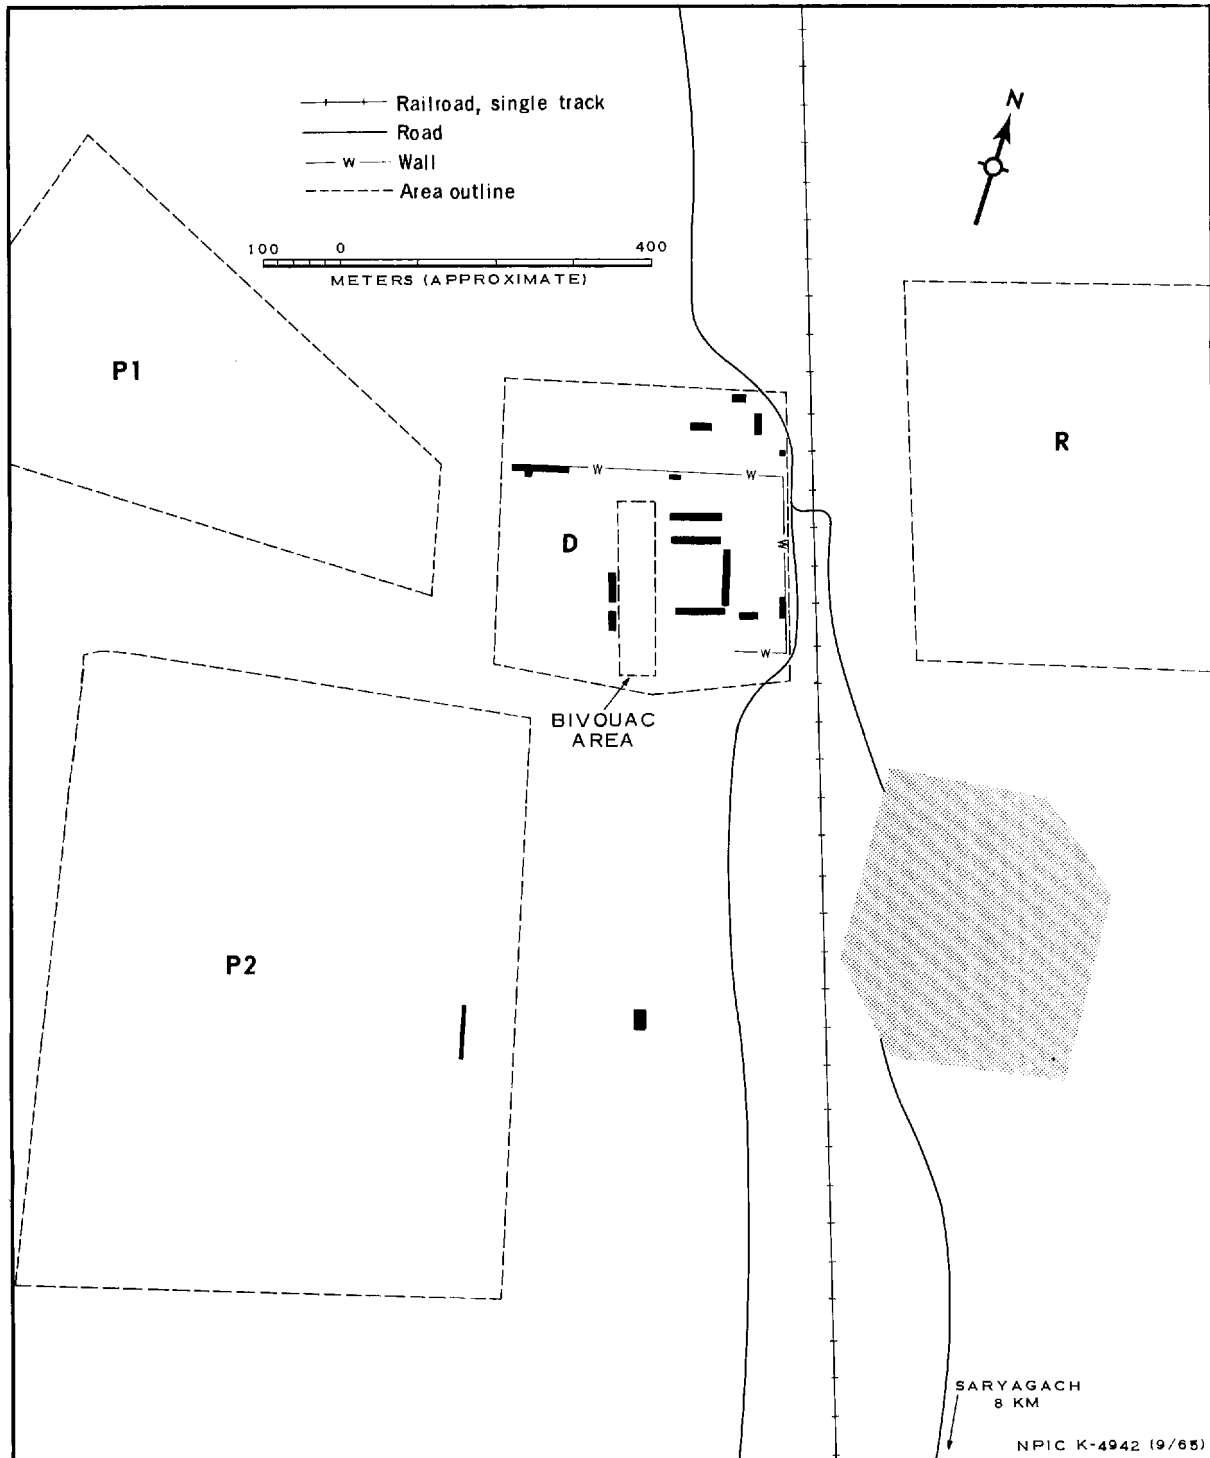 Railroad, single track
Road
W Wall
Area outline
N
100 0 400
METERS (APPROXIMATE)
P1
R
W
W
D
W
W
BIVOUAC
AREA
P2
SARYAGACH
8 KM
NPIC K-4942 (9/65)